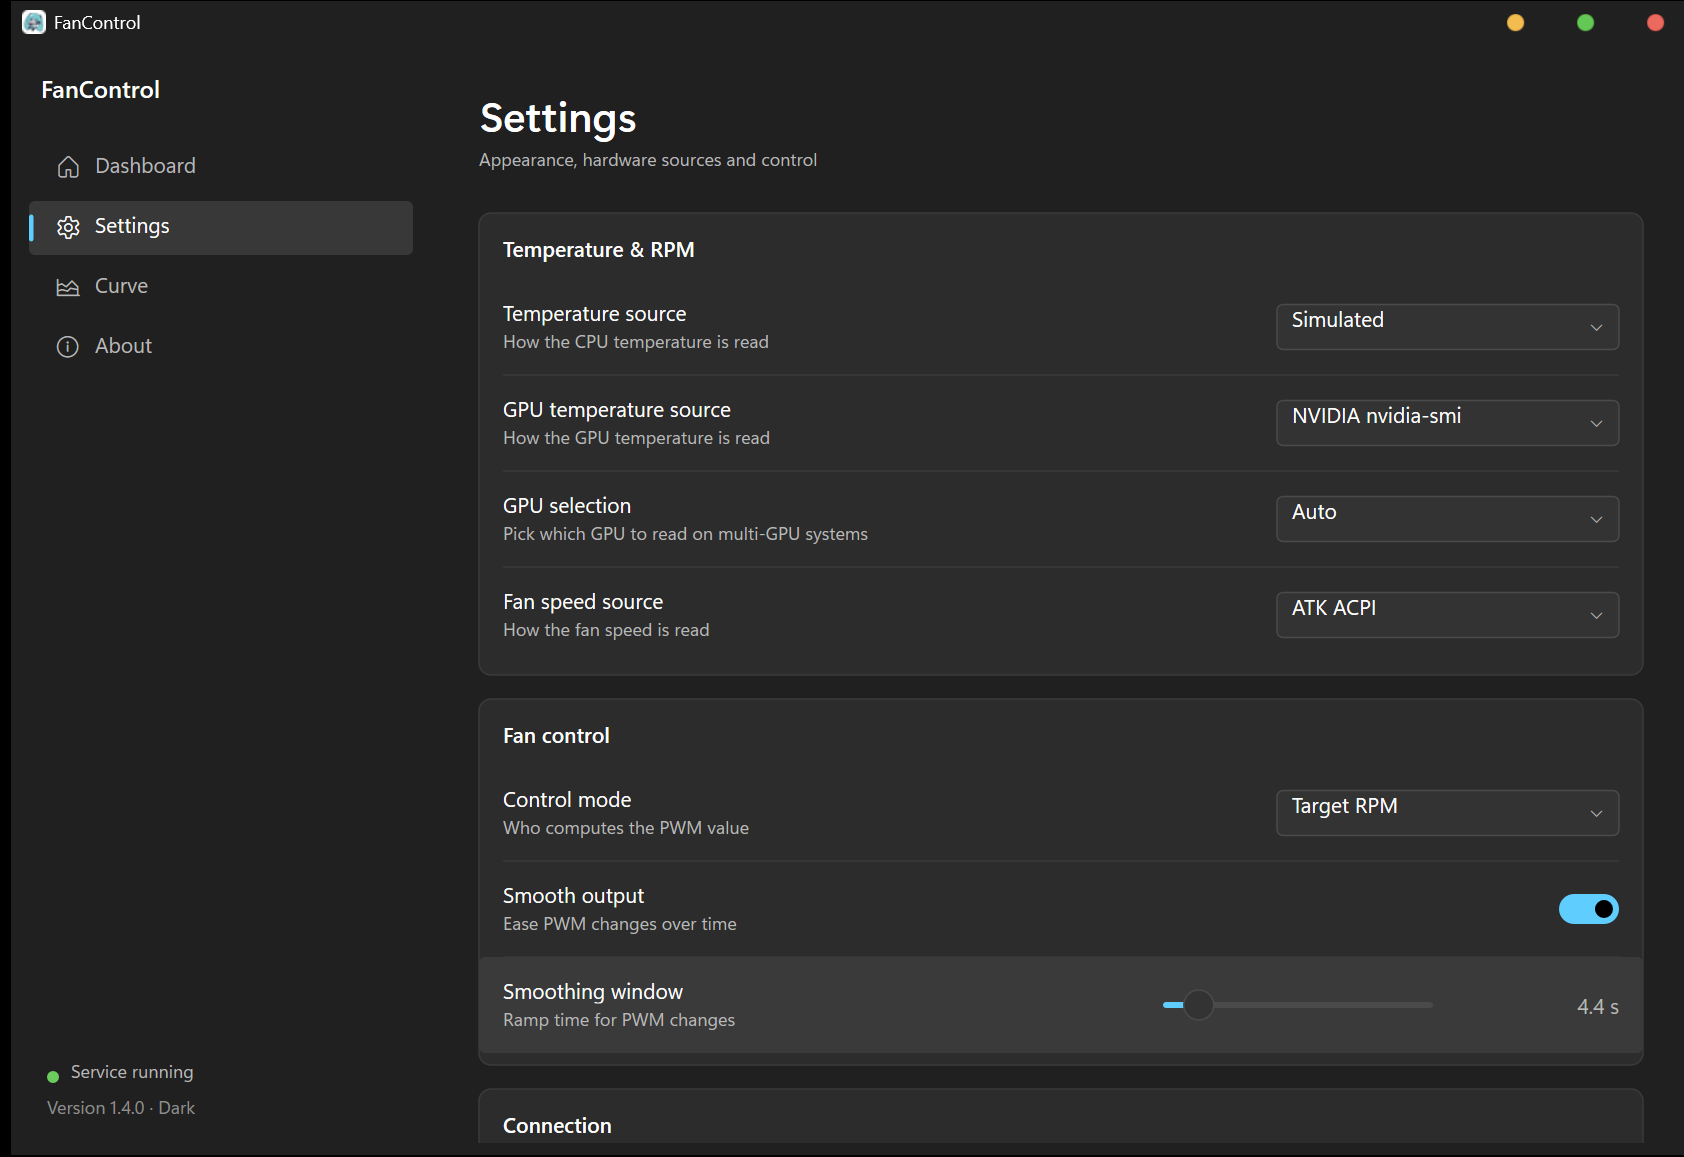 FanControl
FanControl
Dashboard
Settings
Curve
About
Service running
Version 1.4.0 · Dark
Settings
Appearance, hardware sources and control
Temperature & RPM
Temperature source
How the CPU temperature is read
Simulated
GPU temperature source
How the GPU temperature is read
NVIDIA nvidia-smi
GPU selection
Pick which GPU to read on multi-GPU systems
Auto
Fan speed source
How the fan speed is read
ATK ACPI
Fan control
Control mode
Who computes the PWM value
Target RPM
Smooth output
Ease PWM changes over time
Smoothing window
Ramp time for PWM changes
4.4 s
Connection